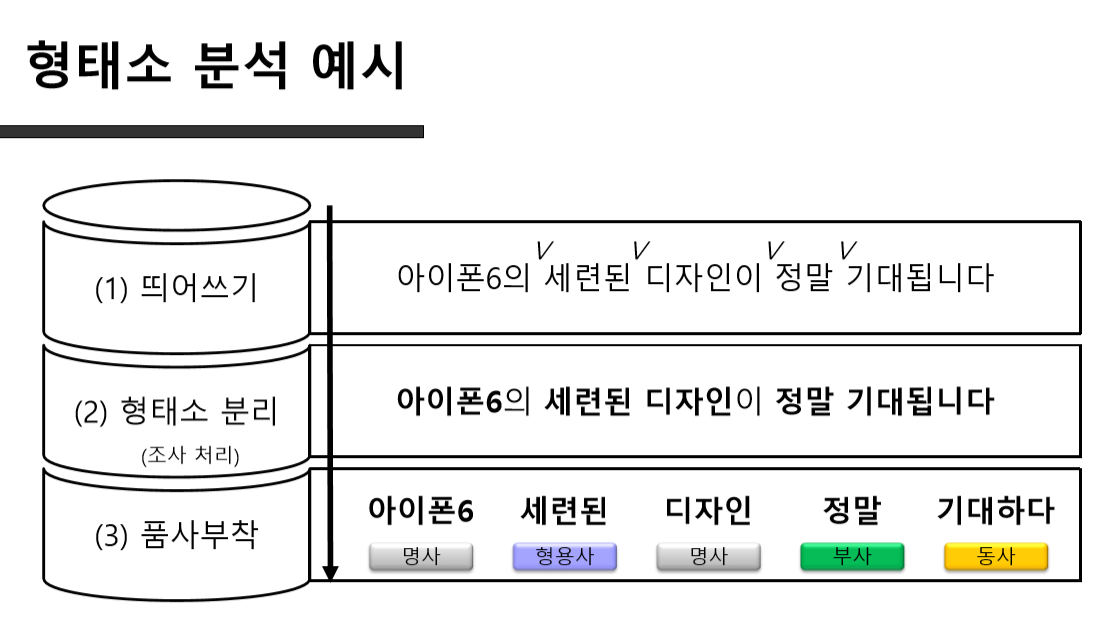 형태소 분석 예시
(1) 띄어쓰기
아이폰6의 세련된 디자인이 정말 기대됩니다
(2) 형태소 분리
(조사 처리)
아이폰6의 세련된 디자인이 정말 기대됩니다
(3) 품사부착
아이폰6 세련된 디자인 정말 기대하다
명사 형용사 명사 부사 동사